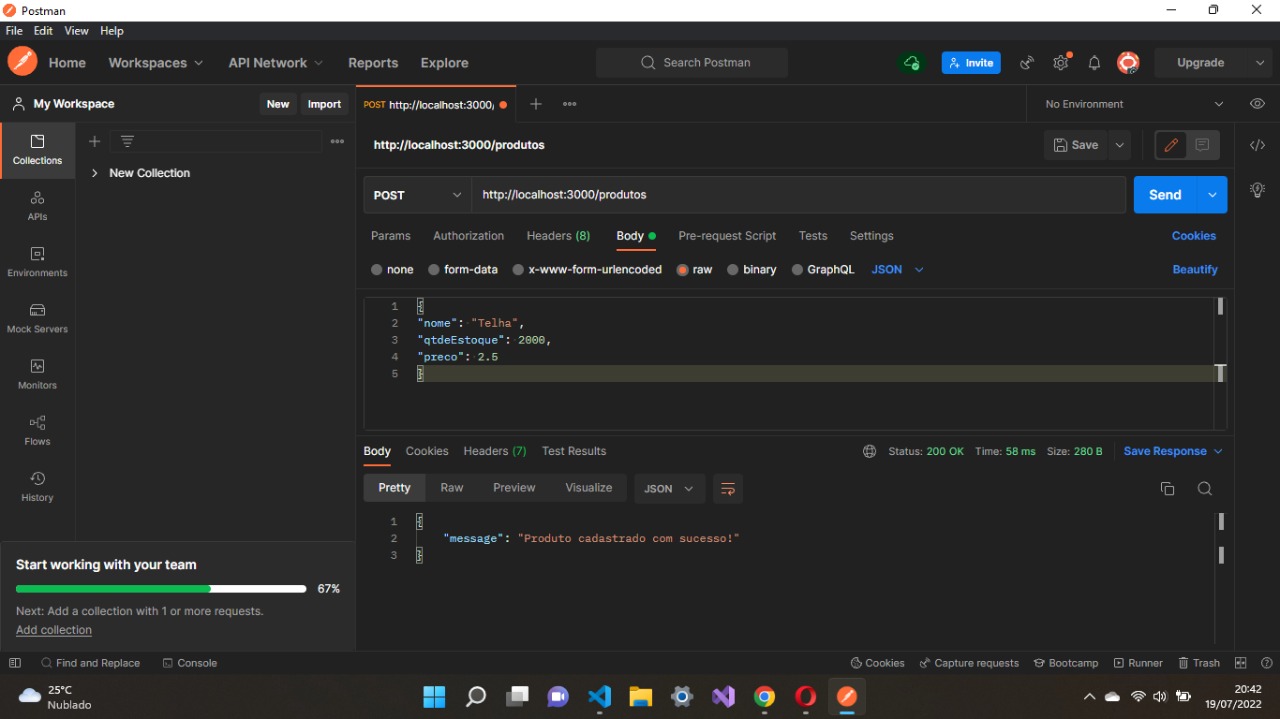 Postman
File Edit View Help
Home Workspaces API Network Reports Explore Search Postman Invite Upgrade
My Workspace New Import POST http://localhost:3000/ No Environment
Collections
New Collection
APIs
Environments
Mock Servers
Monitors
Flows
History
http://localhost:3000/produtos Save
POST http://localhost:3000/produtos Send
Params Authorization Headers (8) Body Pre-request Script Tests Settings Cookies
none form-data x-www-form-urlencoded raw binary GraphQL JSON Beautify
1 {
2 "nome": "Telha",
3 "qtdeEstoque": 2000,
4 "preco": 2.5
5 }
Body Cookies Headers (7) Test Results Status: 200 OK Time: 58 ms Size: 280 B Save Response
Pretty Raw Preview Visualize JSON
1 {
2 "message": "Produto cadastrado com sucesso!"
3 }
Start working with your team
67%
Next: Add a collection with 1 or more requests.
Add collection
Find and Replace Console Cookies Capture requests Bootcamp Runner Trash
25°C
Nublado
20:42
19/07/2022